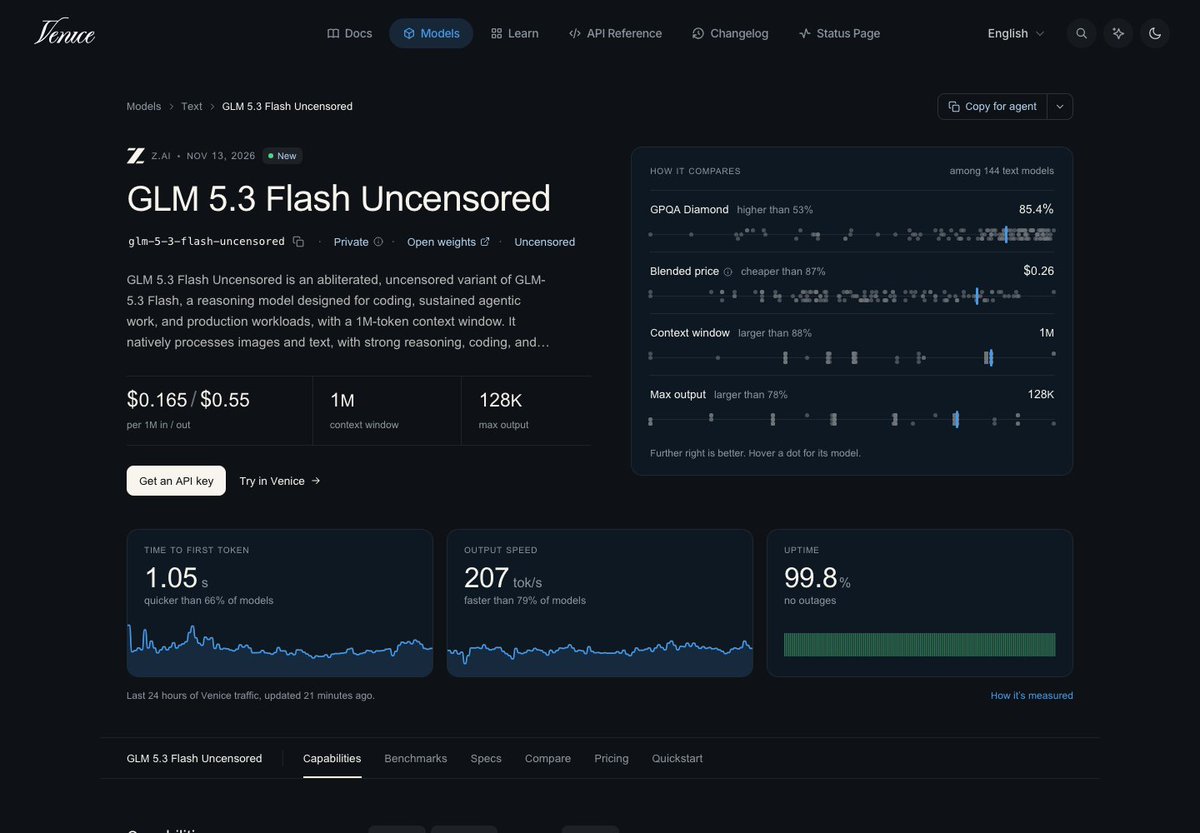 Venice
Docs
Models
Learn
API Reference
Changelog
Status Page
English
Models > Text > GLM 5.3 Flash Uncensored
Copy for agent
Z.AI • NOV 13, 2026 • New
GLM 5.3 Flash Uncensored
glm-5-3-flash-uncensored · Private · Open weights · Uncensored
GLM 5.3 Flash Uncensored is an abliterated, uncensored variant of GLM-
5.3 Flash, a reasoning model designed for coding, sustained agentic
work, and production workloads, with a 1M-token context window. It
natively processes images and text, with strong reasoning, coding, and…
$0.165 / $0.55
per 1M in / out
1M
context window
128K
max output
Get an API key
Try in Venice →
HOW IT COMPARES
among 144 text models
GPQA Diamond higher than 53% 85.4%
Blended price cheaper than 87% $0.26
Context window larger than 88% 1M
Max output larger than 78% 128K
Further right is better. Hover a dot for its model.
TIME TO FIRST TOKEN
1.05 s
quicker than 66% of models
OUTPUT SPEED
207 tok/s
faster than 79% of models
UPTIME
99.8%
no outages
Last 24 hours of Venice traffic, updated 21 minutes ago.
How it's measured
GLM 5.3 Flash Uncensored
Capabilities
Benchmarks
Specs
Compare
Pricing
Quickstart